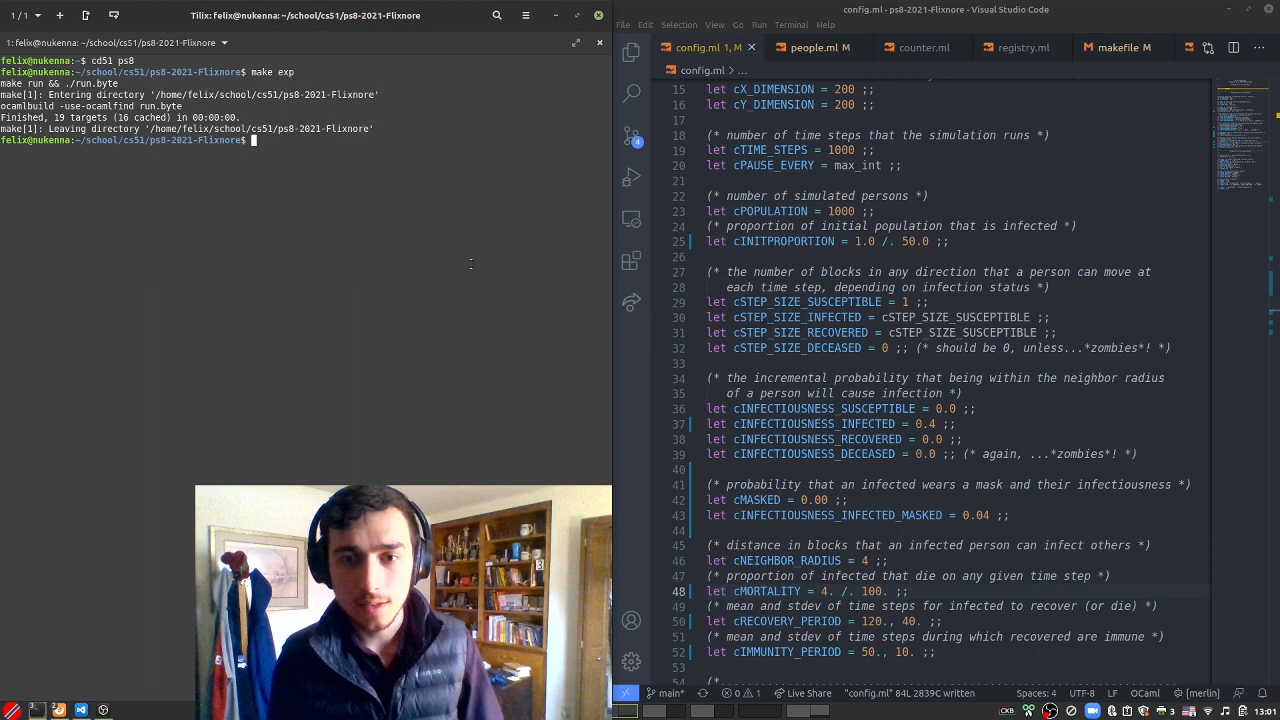 1 / 1
Tilix: felix@nukenna:~/school/cs51/ps8-2021-Flixnore
1: felix@nukenna:~/school/cs51/ps8-2021-Flixnore
felix@nukenna:~$ cd51 ps8
felix@nukenna:~/school/cs51/ps8-2021-Flixnore$ make exp
make run && ./run.byte
make[1]: Entering directory '/home/felix/school/cs51/ps8-2021-Flixnore'
ocamlbuild -use-ocamlfind run.byte
Finished, 19 targets (16 cached) in 00:00:00.
make[1]: Leaving directory '/home/felix/school/cs51/ps8-2021-Flixnore'
felix@nukenna:~/school/cs51/ps8-2021-Flixnore$
config.ml - ps8-2021-Flixnore - Visual Studio Code
File Edit Selection View Go Run Terminal Help
config.ml 1, M people.ml M counter.ml registry.ml makefile M
config.ml > ...
15 let cX_DIMENSION = 200 ;;
16 let cY_DIMENSION = 200 ;;
17
18 (* number of time steps that the simulation runs *)
19 let cTIME_STEPS = 1000 ;;
20 let cPAUSE_EVERY = max_int ;;
21
22 (* number of simulated persons *)
23 let cPOPULATION = 1000 ;;
24 (* proportion of initial population that is infected *)
25 let cINITPROPORTION = 1.0 /. 50.0 ;;
26
27 (* the number of blocks in any direction that a person can move at
28 each time step, depending on infection status *)
29 let cSTEP_SIZE_SUSCEPTIBLE = 1 ;;
30 let cSTEP_SIZE_INFECTED = cSTEP_SIZE_SUSCEPTIBLE ;;
31 let cSTEP_SIZE_RECOVERED = cSTEP_SIZE_SUSCEPTIBLE ;;
32 let cSTEP_SIZE_DECEASED = 0 ;; (* should be 0, unless...*zombies*! *)
33
34 (* the incremental probability that being within the neighbor radius
35 of a person will cause infection *)
36 let cINFECTIOUSNESS_SUSCEPTIBLE = 0.0 ;;
37 let cINFECTIOUSNESS_INFECTED = 0.4 ;;
38 let cINFECTIOUSNESS_RECOVERED = 0.0 ;;
39 let cINFECTIOUSNESS_DECEASED = 0.0 ;; (* again, ...*zombies*! *)
40
41 (* probability that an infected wears a mask and their infectiousness *)
42 let cMASKED = 0.00 ;;
43 let cINFECTIOUSNESS_INFECTED_MASKED = 0.04 ;;
44
45 (* distance in blocks that an infected person can infect others *)
46 let cNEIGHBOR_RADIUS = 4 ;;
47 (* proportion of infected that die on any given time step *)
48 let cMORTALITY = 4. /. 100. ;;
49 (* mean and stdev of time steps for infected to recover (or die) *)
50 let cRECOVERY_PERIOD = 120., 40. ;;
51 (* mean and stdev of time steps during which recovered are immune *)
52 let cIMMUNITY_PERIOD = 50., 10. ;;
53
54 (*
4
main* 0 1 Live Share "config.ml" 84L 2839C written Spaces: 4 UTF-8 LF OCaml [merlin]
CKB 3 13:01